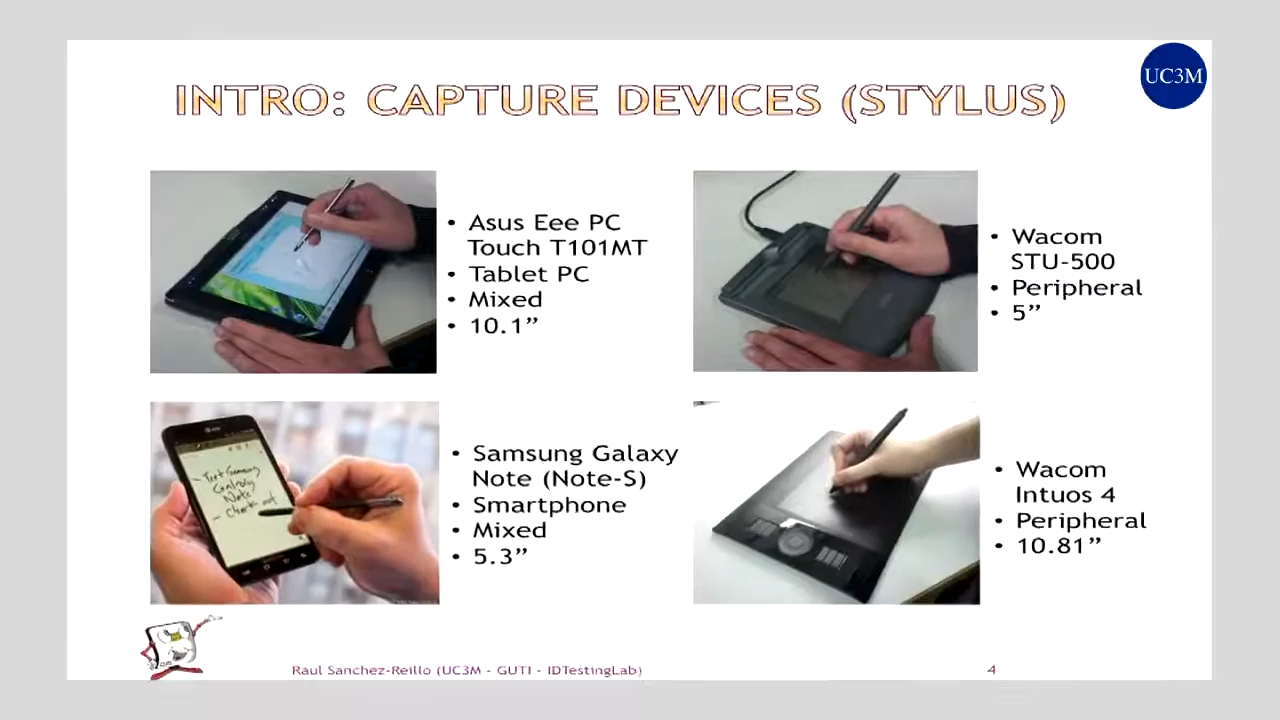 UC3M
INTRO: CAPTURE DEVICES (STYLUS)
• Asus Eee PC
Touch T101MT
• Tablet PC
• Mixed
• 10.1”
• Wacom
STU-500
• Peripheral
• 5”
• Samsung Galaxy
Note (Note-S)
• Smartphone
• Mixed
• 5.3”
• Wacom
Intuos 4
• Peripheral
• 10.81”
Note
Raul Sanchez-Reillo (UC3M - GUTI - IDTestingLab)
4